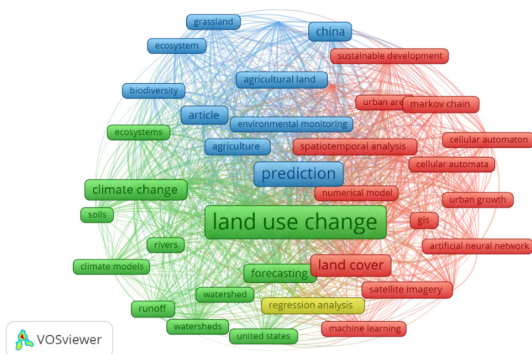 grassland
china
ecosystem
sustainable development
agricultural land
biodiversity
urban are
markov chain
article
environmental monitoring
ecosystems
cellular automaton
agriculture
spatiotemporal analysis
cellular automata
prediction
climate change
numerical model
urban growth
soils
land use change
gis
rivers
artificial neural network
climate models
forecasting
land cover
satellite imagery
watershed
regression analysis
runoff
watersheds
united states
machine learning
VOSviewer